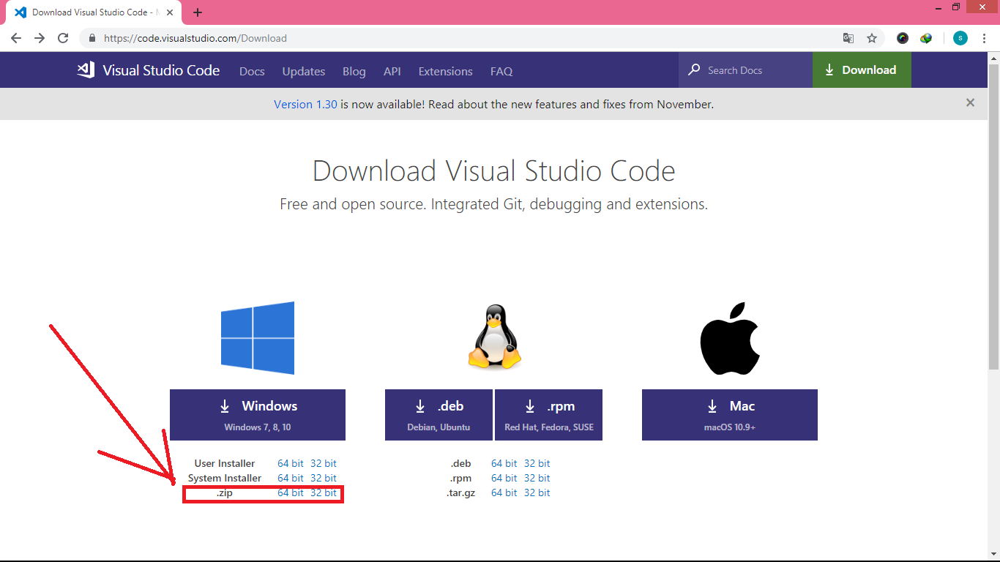 Download Visual Studio Code - M
https://code.visualstudio.com/Download
s
Visual Studio Code Docs Updates Blog API Extensions FAQ Search Docs Download
Version 1.30 is now available! Read about the new features and fixes from November.
Download Visual Studio Code
Free and open source. Integrated Git, debugging and extensions.
Windows .deb .rpm Mac
Windows 7, 8, 10 Debian, Ubuntu Red Hat, Fedora, SUSE macOS 10.9+
User Installer 64 bit 32 bit .deb 64 bit 32 bit
System Installer 64 bit 32 bit .rpm 64 bit 32 bit
.zip 64 bit 32 bit .tar.gz 64 bit 32 bit